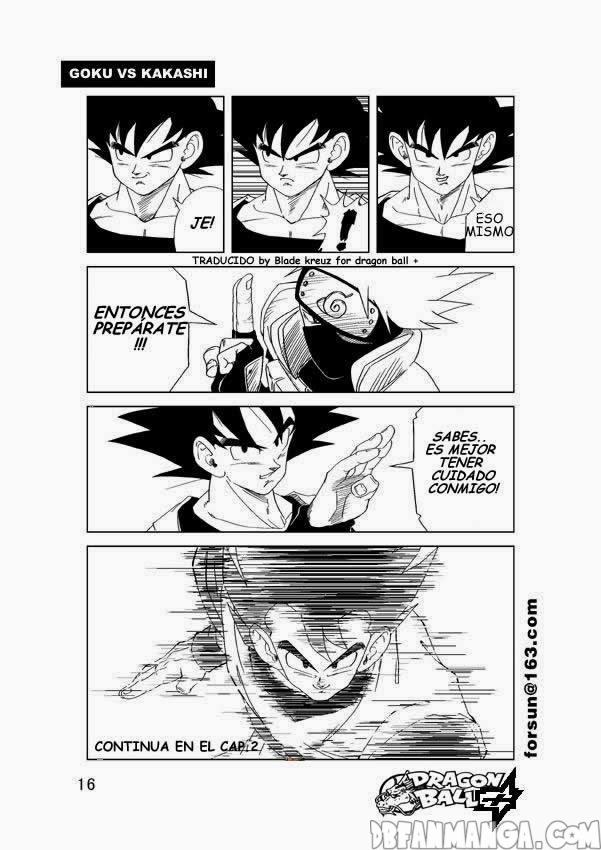 GOKU VS KAKASHI
JE!
!
ESO
MISMO
TRADUCIDO by Blade kreuz for dragon ball +
ENTONCES
PREPÁRATE
!!!
SABES..
ES MEJOR
TENER
CUIDADO
CONMIGO!
CONTINUA EN EL CAP.2
forsun@163.com
16
DRAGON
BALL
DBFANMANGA.COM